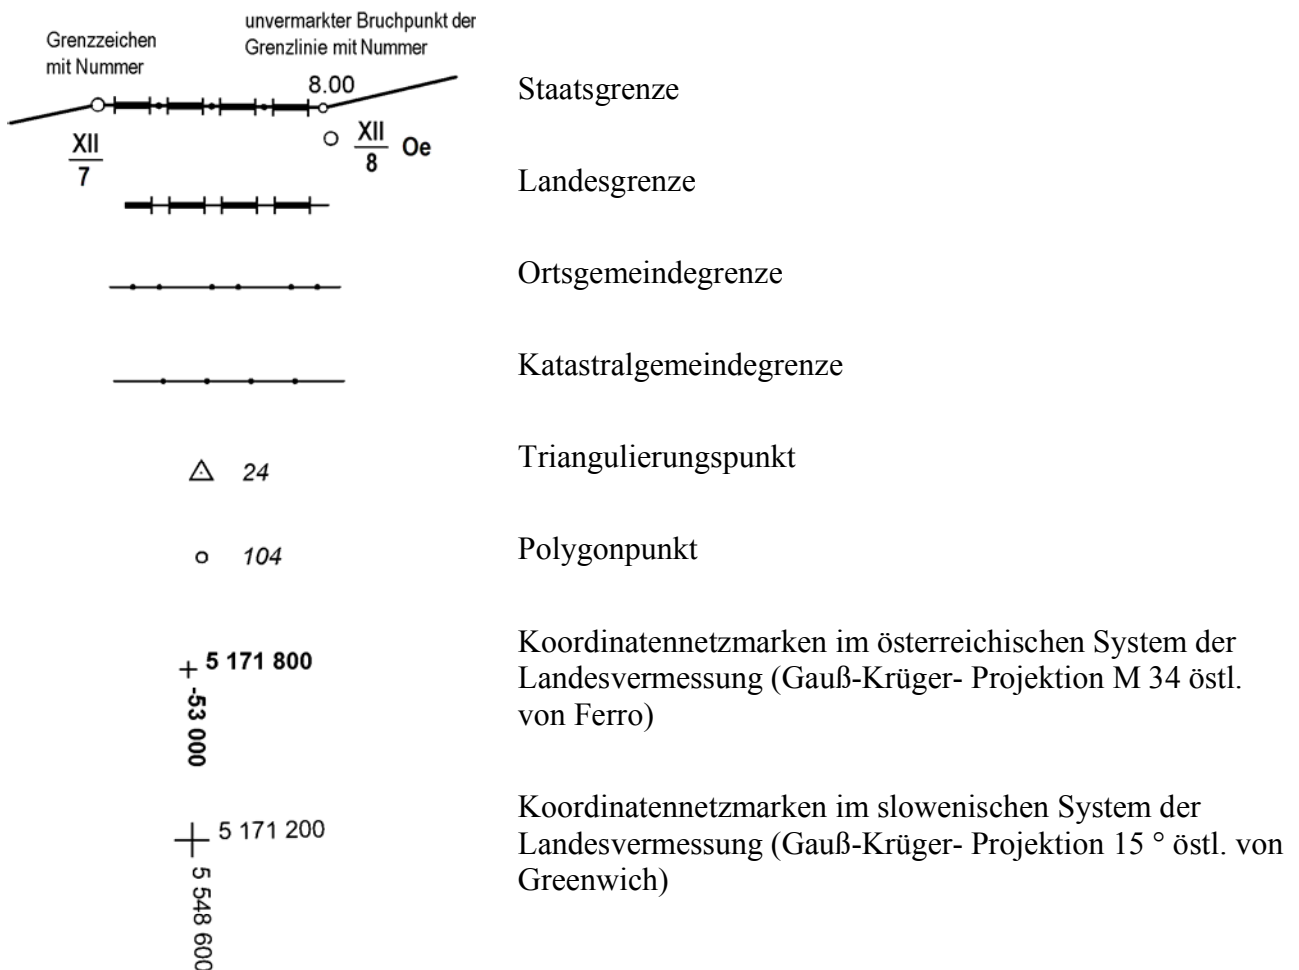 Grenzzeichen
mit Nummer
unvermarkter Bruchpunkt der
Grenzlinie mit Nummer
8.00
XII
7
XII
8
Oe
Staatsgrenze
Landesgrenze
Ortsgemeindegrenze
Katastralgemeindegrenze
24
Triangulierungspunkt
104
Polygonpunkt
5 171 800
-53 000
Koordinatennetzmarken im österreichischen System der
Landesvermessung (Gauß-Krüger- Projektion M 34 östl.
von Ferro)
5 171 200
5 548 600
Koordinatennetzmarken im slowenischen System der
Landesvermessung (Gauß-Krüger- Projektion 15 ° östl. von
Greenwich)